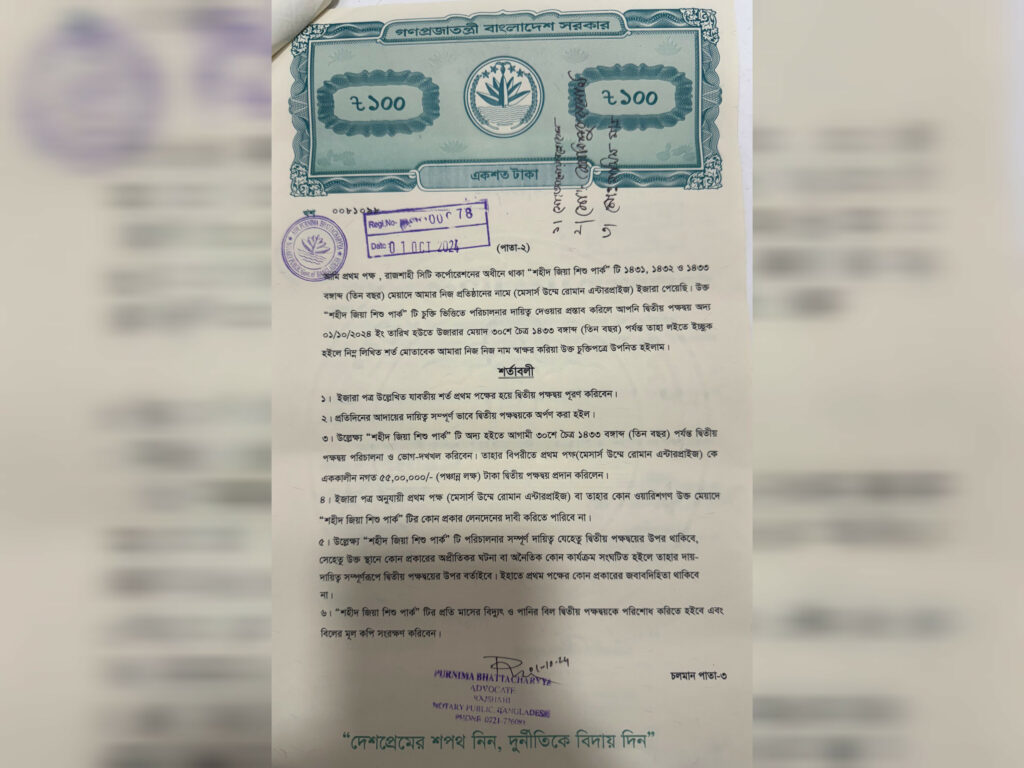 গণপ্রজাতন্ত্রী বাংলাদেশ সরকার
৳১০০
৳১০০
একশত টাকা
Regl.No- 78
Date 01 OCT 2024
(পাতা-২)
আমি প্রথম পক্ষ , রাজশাহী সিটি কর্পোরেশনের অধীনে থাকা “শহীদ জিয়া শিশু পার্ক” টি ১৪৩১, ১৪৩২ ও ১৪৩৩
বঙ্গাব্দ (তিন বছর) মেয়াদে আমার নিজ প্রতিষ্ঠানের নামে (মেসার্স উম্মে রোমান এন্টারপ্রাইজ) ইজারা পেয়েছি। উক্ত
“শহীদ জিয়া শিশু পার্ক” টি চুক্তি ভিত্তিতে পরিচালনার দায়িত্ব দেওয়ার প্রস্তাব করিলে আপনি দ্বিতীয় পক্ষদ্বয় অদ্য
০১/১০/২০২৪ ইং তারিখ হউতে উজারার মেয়াদ ৩০শে চৈত্র ১৪৩৩ বঙ্গাব্দ (তিন বছর) পর্যন্ত তাহা লইতে ইচ্ছুক
হইলে নিম্ন লিখিত শর্ত মোতাবেক আমারা নিজ নিজ নাম স্বাক্ষর করিয়া উক্ত চুক্তিপত্রে উপনিত হইলাম।
শর্তাবলী
১। ইজারা পত্র উল্লেখিত যাবতীয় শর্ত প্রথম পক্ষের হয়ে দ্বিতীয় পক্ষদ্বয় পূরণ করিবেন।
২। প্রতিদিনের আদায়ের দায়িত্ব সম্পূর্ণ ভাবে দ্বিতীয় পক্ষদ্বয়কে অর্পণ করা হইল।
৩। উল্লেক্ষ্য “শহীদ জিয়া শিশু পার্ক” টি অদ্য হইতে আগামী ৩০শে চৈত্র ১৪৩৩ বঙ্গাব্দ (তিন বছর) পর্যন্ত দ্বিতীয়
পক্ষদ্বয় পরিচালনা ও ভোগ-দখখল করিবেন। তাহার বিপরীতে প্রথম পক্ষ(মেসার্স উম্মে রোমান এন্টারপ্রাইজ) কে
এককালীন নগত ৫৫,০০,০০০/- (পঞ্চান্ন লক্ষ) টাকা দ্বিতীয় পক্ষদ্বয় প্রদান করিলেন।
৪। ইজারা পত্র অনুযায়ী প্রথম পক্ষ (মেসার্স উম্মে রোমান এন্টারপ্রাইজ) বা তাহার কোন ওয়ারিশগণ উক্ত মেয়াদে
“শহীদ জিয়া শিশু পার্ক” টির কোন প্রকার লেনদেনের দাবী করিতে পারিবে না।
৫। উল্লেক্ষ্য “শহীদ জিয়া শিশু পার্ক” টি পরিচালনার সম্পূর্ণ দায়িত্ব যেহেতু দ্বিতীয় পক্ষদ্বয়ের উপর থাকিবে,
সেহেতু উক্ত স্থানে কোন প্রকারের অপ্রীতিকর ঘটনা বা অনৈতিক কোন কার্যক্রম সংঘটিত হইলে তাহার দায়-
দায়িত্ব সম্পূর্ণরূপে দ্বিতীয় পক্ষদ্বয়ের উপর বর্তাইবে। ইহাতে প্রথম পক্ষের কোন প্রকারের জবাবদিহিতা থাকিবে
না।
৬। “শহীদ জিয়া শিশু পার্ক” টির প্রতি মাসের বিদ্যুৎ ও পানির বিল দ্বিতীয় পক্ষদ্বয়কে পরিশোধ করিতে হইবে এবং
বিলের মূল কপি সংরক্ষণ করিবেন।
01-10-24
PURNIMA BHATTACHARYYA
ADVOCATE
RAJSHAHI
NOTARY PUBLIC BANGLADESH
চলমান পাতা-৩
“দেশপ্রেমের শপথ নিন, দুর্নীতিকে বিদায় দিন”